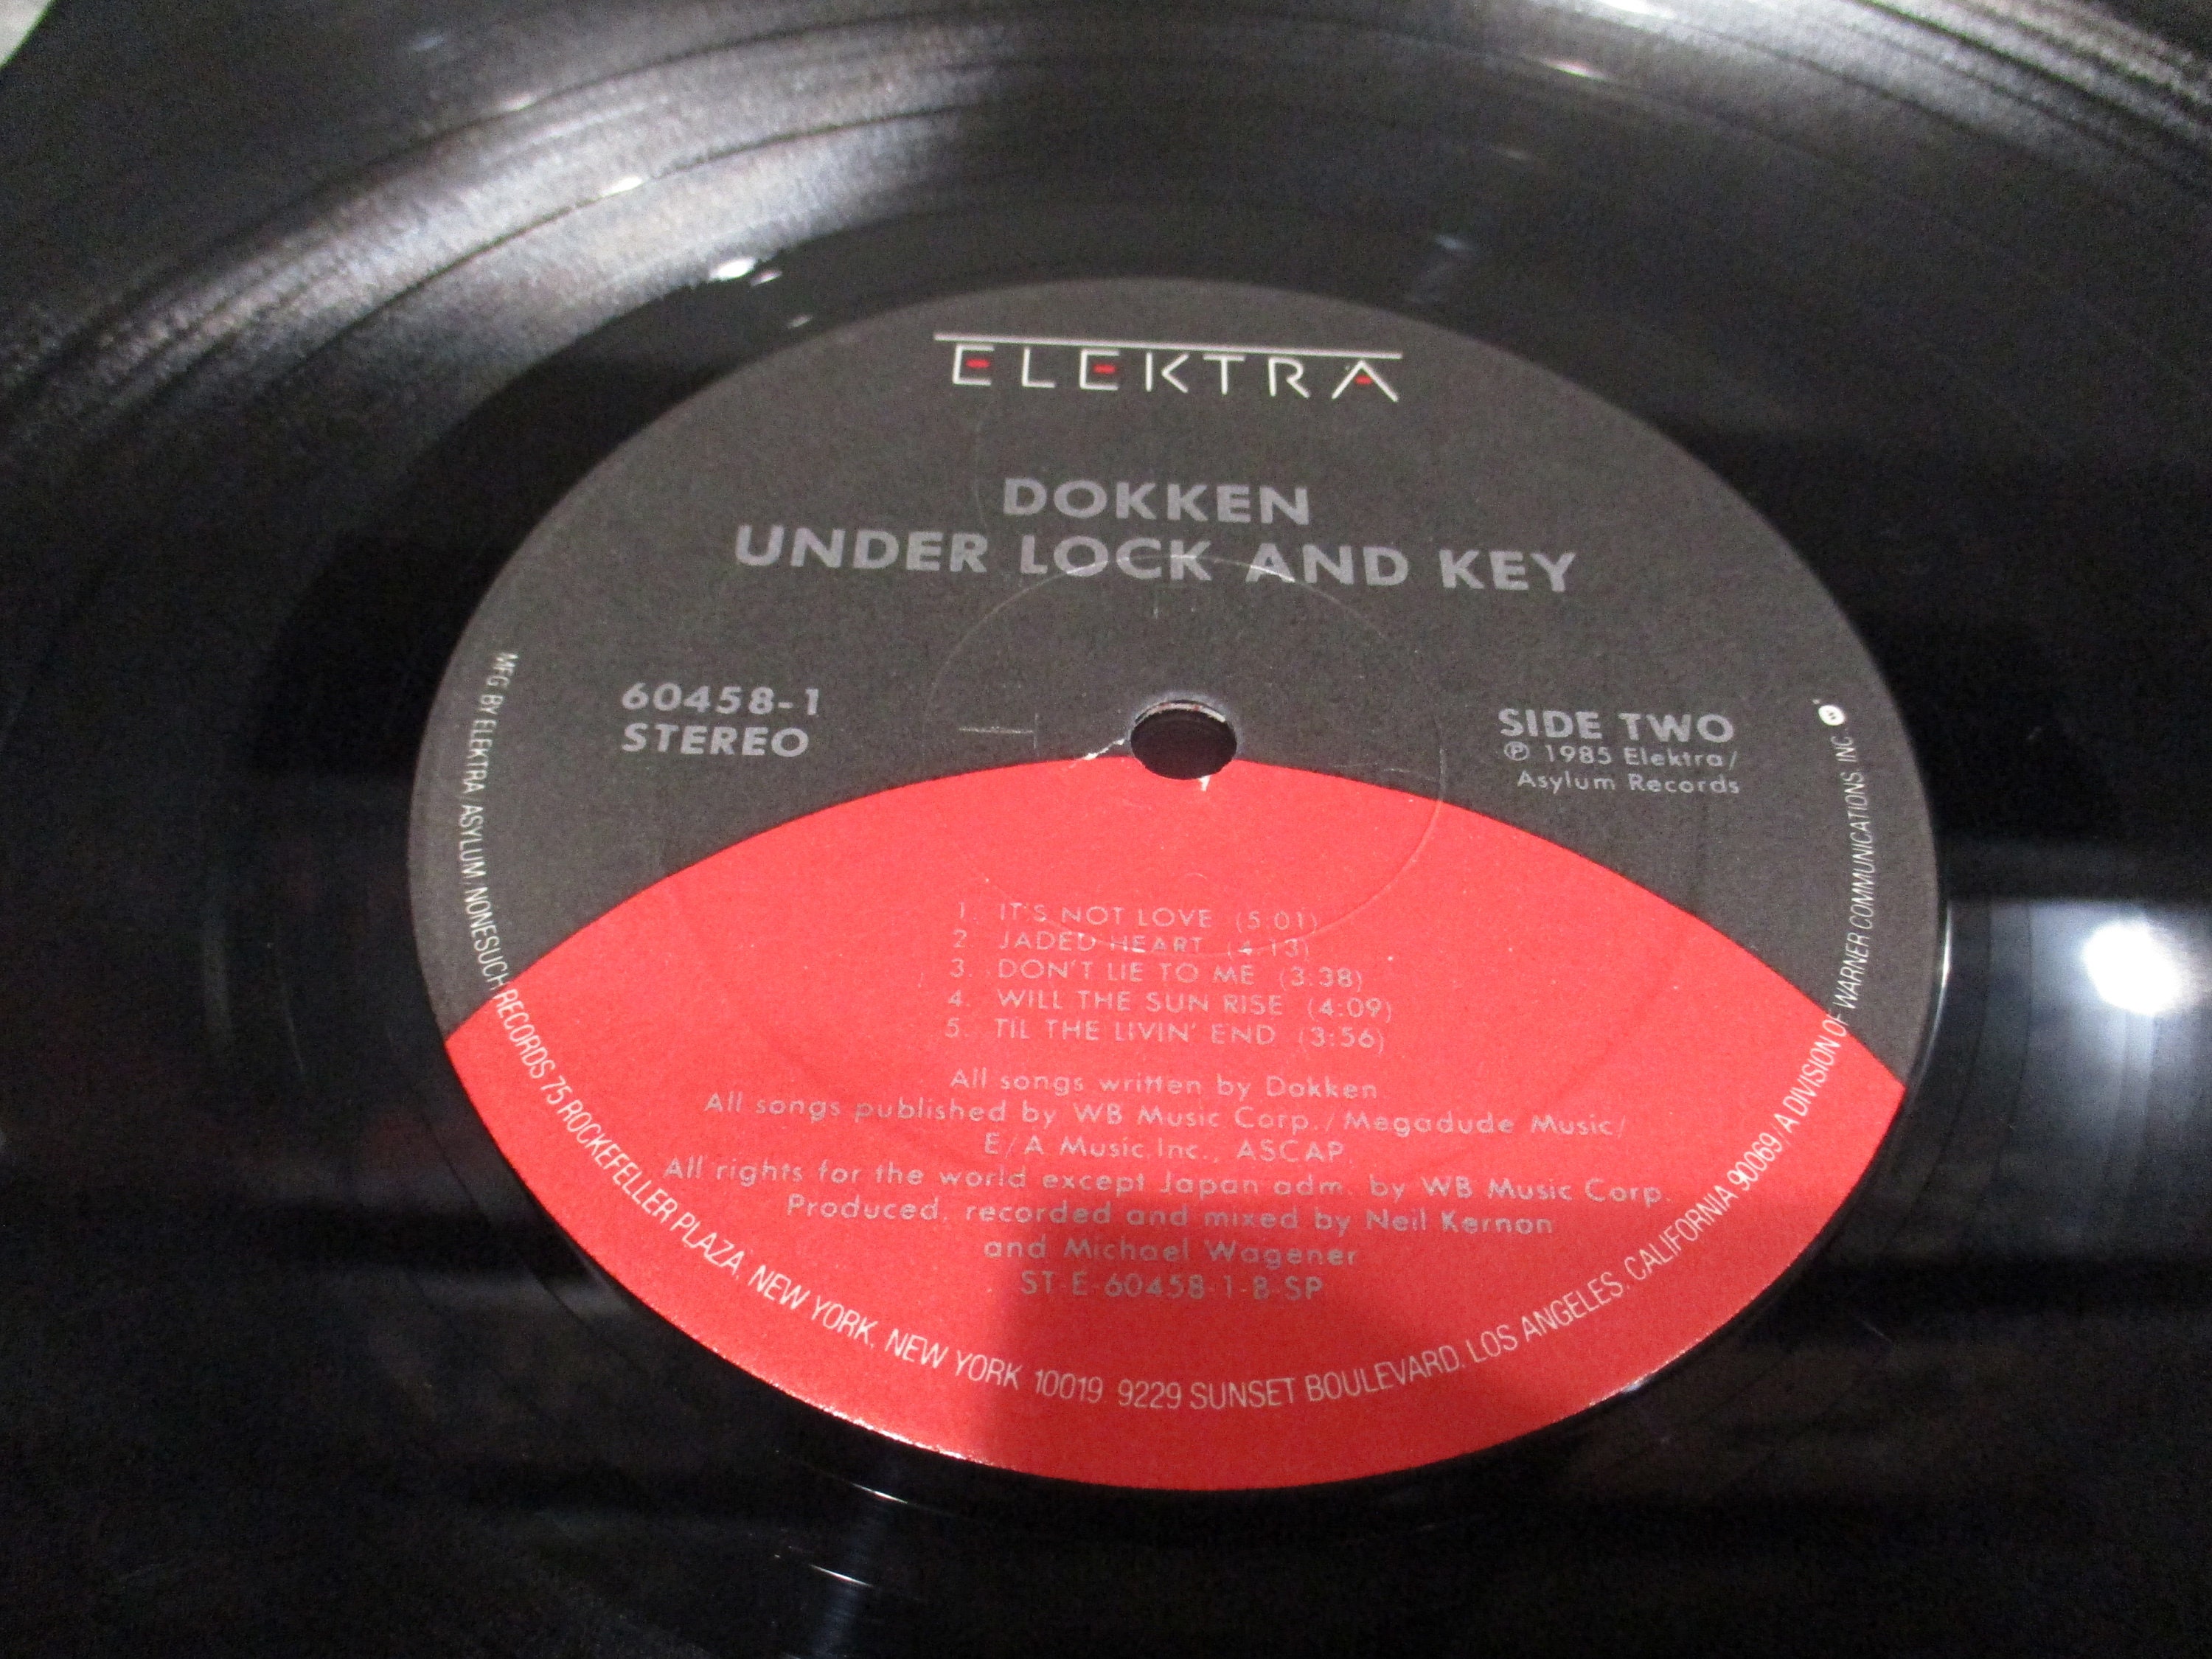 ELEKTRA
DOKKEN
UNDER LOCK AND KEY
60458-1
STEREO
SIDE TWO
℗ 1985 Elektra/
Asylum Records
1. IT'S NOT LOVE (5:01)
2. JADED HEART (4:13)
3. DON'T LIE TO ME (3:38)
4. WILL THE SUN RISE (4:09)
5. TIL THE LIVIN' END (3:56)
All songs written by Dokken
All songs published by WB Music Corp./Megadude Music/
E/A Music Inc., ASCAP
All rights for the world except Japan adm. by WB Music Corp.
Produced, recorded and mixed by Neil Kernon
and Michael Wagener
ST-E-60458-1-B-SP
MFG BY ELEKTRA/ASYLUM/NONESUCH RECORDS 75 ROCKEFELLER PLAZA, NEW YORK, NEW YORK 10019. 9229 SUNSET BOULEVARD, LOS ANGELES, CALIFORNIA 90069/A DIVISION OF WARNER COMMUNICATIONS INC.